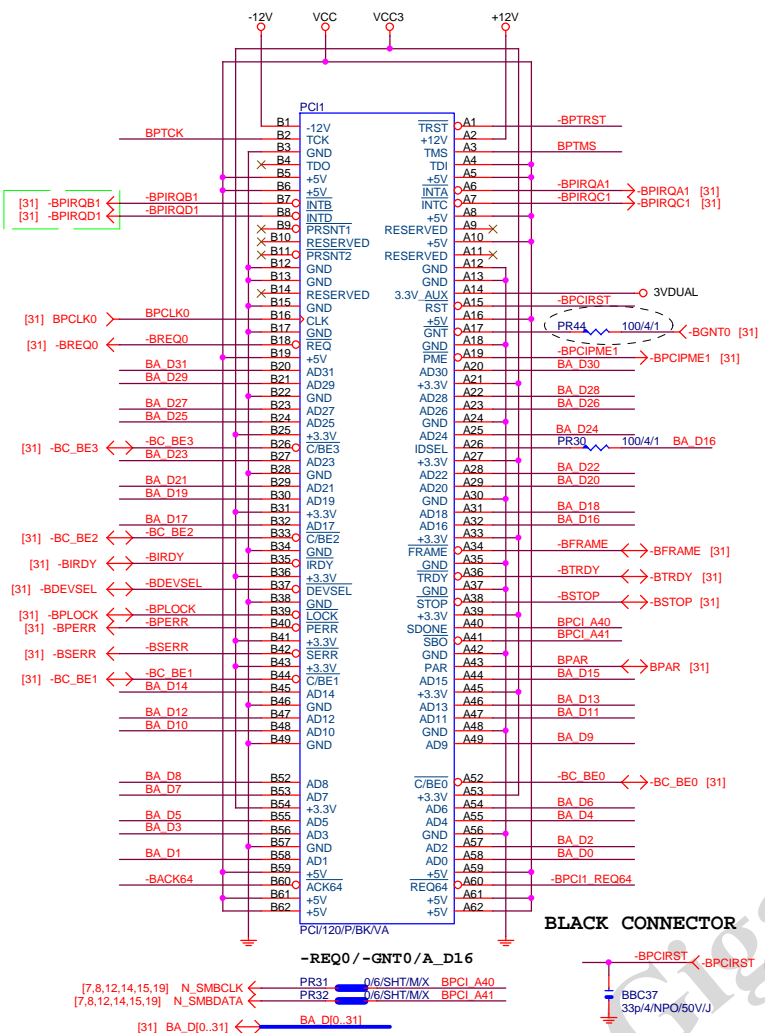 -12V VCC VCC3 +12V
PCI1
B1 -12V TRST A1 -BPTRST
BPTCK B2 TCK +12V A2
B3 GND TMS A3 BPTMS
B4 TDO TDI A4
B5 +5V +5V A5
B6 +5V INTA A6 -BPIRQA1 -BPIRQA1 [31]
[31] -BPIRQB1 -BPIRQB1 B7 INTB INTC A7 -BPIRQC1 -BPIRQC1 [31]
[31] -BPIRQD1 -BPIRQD1 B8 INTD +5V A8
B9 PRSNT1 RESERVED A9
B10 RESERVED +5V A10
B11 PRSNT2 RESERVED A11
B12 GND GND A12
B13 GND GND A13
B14 RESERVED 3.3V_AUX A14 3VDUAL
B15 GND RST A15 -BPCIRST
[31] BPCLK0 BPCLK0 B16 CLK +5V A16
B17 GND GNT A17 PR44 100/4/1 -BGNT0 [31]
[31] -BREQ0 -BREQ0 B18 REQ GND A18
B19 +5V PME A19 -BPCIPME1 -BPCIPME1 [31]
BA_D31 B20 AD31 AD30 A20 BA_D30
BA_D29 B21 AD29 +3.3V A21
B22 GND AD28 A22 BA_D28
BA_D27 B23 AD27 AD26 A23 BA_D26
BA_D25 B24 AD25 GND A24
B25 +3.3V AD24 A25 BA_D24
[31] -BC_BE3 -BC_BE3 B26 C/BE3 IDSEL A26 PR30 100/4/1 BA_D16
BA_D23 B27 AD23 +3.3V A27
B28 GND AD22 A28 BA_D22
BA_D21 B29 AD21 AD20 A29 BA_D20
BA_D19 B30 AD19 GND A30
B31 +3.3V AD18 A31 BA_D18
BA_D17 B32 AD17 AD16 A32 BA_D16
[31] -BC_BE2 -BC_BE2 B33 C/BE2 +3.3V A33
B34 GND FRAME A34 -BFRAME -BFRAME [31]
[31] -BIRDY -BIRDY B35 IRDY GND A35
B36 +3.3V TRDY A36 -BTRDY -BTRDY [31]
[31] -BDEVSEL -BDEVSEL B37 DEVSEL GND A37
B38 GND STOP A38 -BSTOP -BSTOP [31]
[31] -BPLOCK -BPLOCK B39 LOCK +3.3V A39
[31] -BPERR -BPERR B40 PERR SDONE A40 BPCI_A40
B41 +3.3V SBO A41 BPCI_A41
[31] -BSERR -BSERR B42 SERR GND A42
B43 +3.3V PAR A43 BPAR BPAR [31]
[31] -BC_BE1 -BC_BE1 B44 C/BE1 AD15 A44 BA_D15
BA_D14 B45 AD14 +3.3V A45
B46 GND AD13 A46 BA_D13
BA_D12 B47 AD12 AD11 A47 BA_D11
BA_D10 B48 AD10 GND A48
B49 GND AD9 A49 BA_D9
BA_D8 B52 AD8 C/BE0 A52 -BC_BE0 -BC_BE0 [31]
BA_D7 B53 AD7 +3.3V A53
B54 +3.3V AD6 A54 BA_D6
BA_D5 B55 AD5 AD4 A55 BA_D4
BA_D3 B56 AD3 GND A56
B57 GND AD2 A57 BA_D2
BA_D1 B58 AD1 AD0 A58 BA_D0
B59 +5V +5V A59
-BACK64 B60 ACK64 REQ64 A60 -BPCI1_REQ64
B61 +5V +5V A61
B62 +5V +5V A62
PCI/120/P/BK/VA
BLACK CONNECTOR
-REQ0/-GNT0/A_D16
-BPCIRST -BPCIRST
[7,8,12,14,15,19] N_SMBCLK PR31 0/6/SHT/M/X BPCI_A40
[7,8,12,14,15,19] N_SMBDATA PR32 0/6/SHT/M/X BPCI_A41
BBC37
33p/4/NPO/50V/J
[31] BA_D[0..31] BA_D[0..31]
Giga